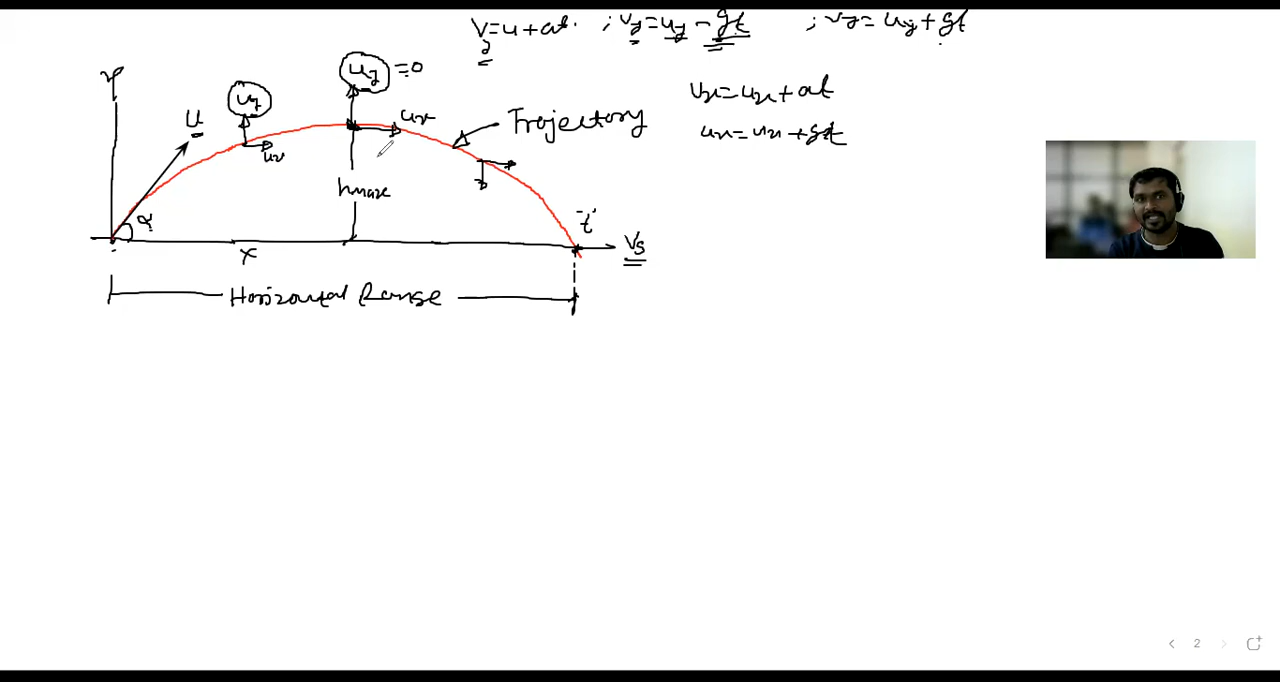 v = u + at. ; vy = uy - gt ; vy = uy + gt
y
uy = 0
vx = ux + at
uy
u
ux
Trajectory
ux = ux + gt
ux
hmax
α
't'
x
Vs
Horizontal Range
2